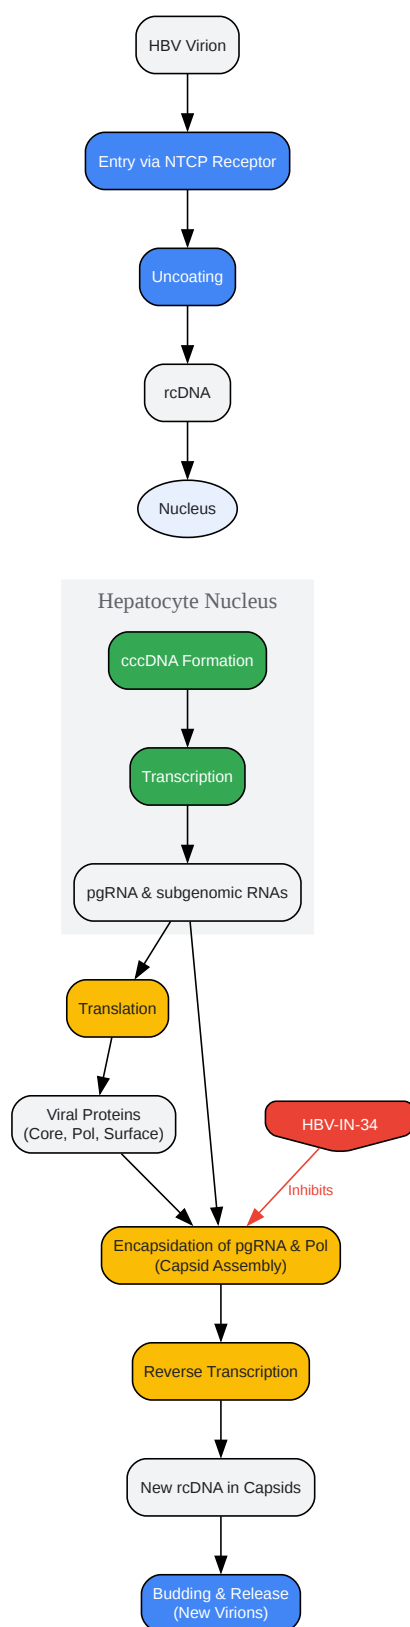 HBV Virion
Entry via NTCP Receptor
Uncoating
rcDNA
Nucleus
Hepatocyte Nucleus
cccDNA Formation
Transcription
pgRNA & subgenomic RNAs
Translation
Viral Proteins
(Core, Pol, Surface)
HBV-IN-34
Inhibits
Encapsidation of pgRNA & Pol
(Capsid Assembly)
Reverse Transcription
New rcDNA in Capsids
Budding & Release
(New Virions)